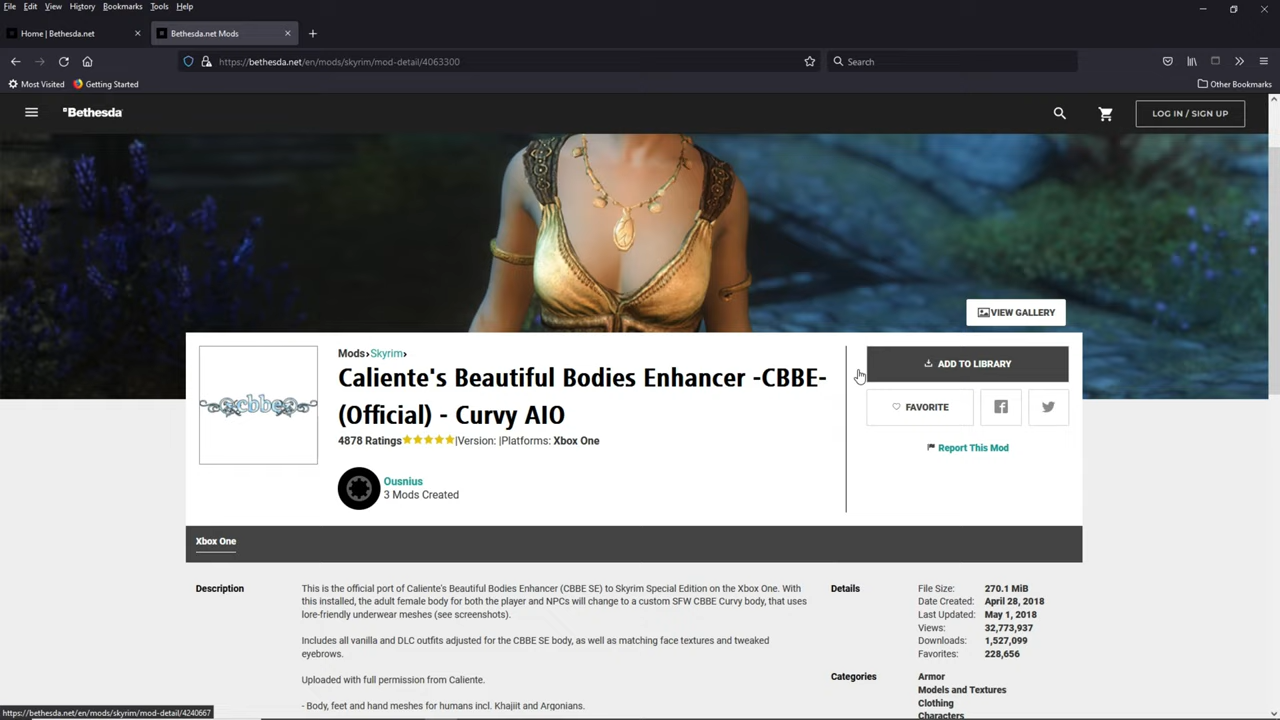 File Edit View History Bookmarks Tools Help
Home | Bethesda.net
Bethesda.net Mods
https://bethesda.net/en/mods/skyrim/mod-detail/4063300
Search
Most Visited Getting Started Other Bookmarks
Bethesda
LOG IN / SIGN UP
VIEW GALLERY
cbbe
Mods›Skyrim›
Caliente's Beautiful Bodies Enhancer -CBBE-
(Official) - Curvy AIO
4878 Ratings|Version: |Platforms: Xbox One
Ousnius
3 Mods Created
ADD TO LIBRARY
FAVORITE
Report This Mod
Xbox One
Description
This is the official port of Caliente's Beautiful Bodies Enhancer (CBBE SE) to Skyrim Special Edition on the Xbox One. With
this installed, the adult female body for both the player and NPCs will change to a custom SFW CBBE Curvy body, that uses
lore-friendly underwear meshes (see screenshots).
Includes all vanilla and DLC outfits adjusted for the CBBE SE body, as well as matching face textures and tweaked
eyebrows.
Uploaded with full permission from Caliente.
- Body, feet and hand meshes for humans incl. Khajiit and Argonians.
Details
File Size: 270.1 MiB
Date Created: April 28, 2018
Last Updated: May 1, 2018
Views: 32,773,937
Downloads: 1,527,099
Favorites: 228,656
Categories
Armor
Models and Textures
Clothing
Characters
https://bethesda.net/en/mods/skyrim/mod-detail/4240667